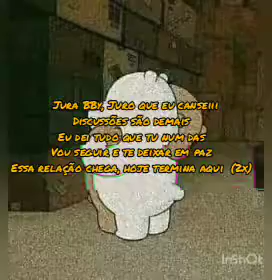 Jura BBy, Juro que eu cansei!!
Discussões são demais
Eu dei tudo que tu num das
Vou seguir e te deixar em paz
Essa relação chega, hoje termina aqui (2x)
InShOt